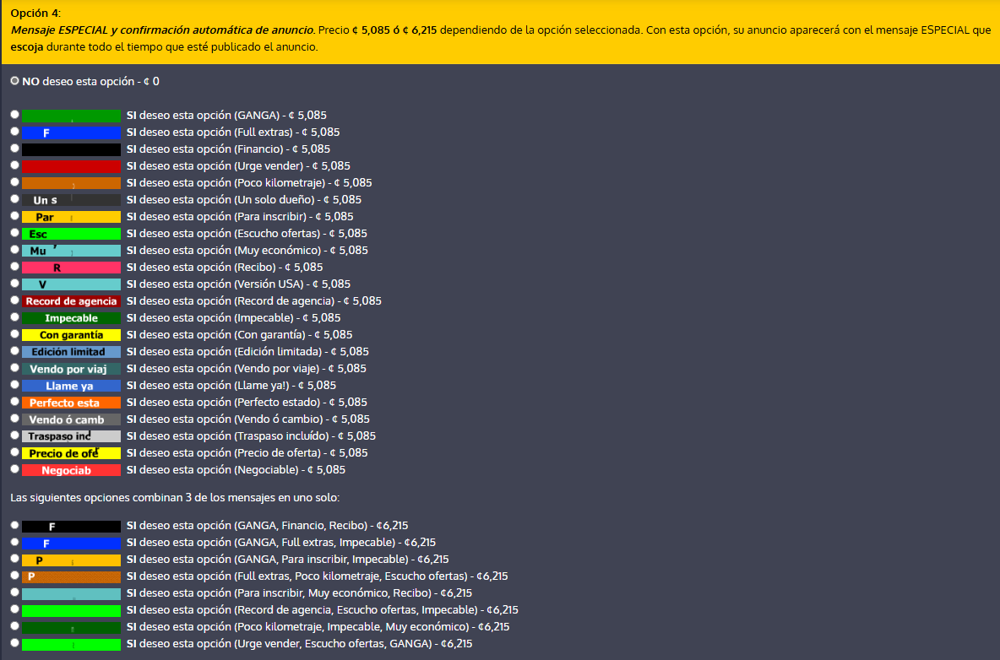 Opción 4:
Mensaje ESPECIAL y confirmación automática de anuncio. Precio ¢ 5,085 ó ¢ 6,215 dependiendo de la opción seleccionada. Con esta opción, su anuncio aparecerá con el mensaje ESPECIAL que
escoja durante todo el tiempo que esté publicado el anuncio.
NO deseo esta opción - ¢ 0
SI deseo esta opción (GANGA) - ¢ 5,085
F SI deseo esta opción (Full extras) - ¢ 5,085
SI deseo esta opción (Financio) - ¢ 5,085
SI deseo esta opción (Urge vender) - ¢ 5,085
SI deseo esta opción (Poco kilometraje) - ¢ 5,085
Un s SI deseo esta opción (Un solo dueño) - ¢ 5,085
Par SI deseo esta opción (Para inscribir) - ¢ 5,085
Esc SI deseo esta opción (Escucho ofertas) - ¢ 5,085
Mu SI deseo esta opción (Muy económico) - ¢ 5,085
R SI deseo esta opción (Recibo) - ¢ 5,085
V SI deseo esta opción (Versión USA) - ¢ 5,085
Record de agencia SI deseo esta opción (Record de agencia) - ¢ 5,085
Impecable SI deseo esta opción (Impecable) - ¢ 5,085
Con garantía SI deseo esta opción (Con garantía) - ¢ 5,085
Edición limitad SI deseo esta opción (Edición limitada) - ¢ 5,085
Vendo por viaj SI deseo esta opción (Vendo por viaje) - ¢ 5,085
Llame ya SI deseo esta opción (Llame ya!) - ¢ 5,085
Perfecto esta SI deseo esta opción (Perfecto estado) - ¢ 5,085
Vendo ó camb SI deseo esta opción (Vendo ó cambio) - ¢ 5,085
Traspaso inc SI deseo esta opción (Traspaso incluído) - ¢ 5,085
Precio de ofe SI deseo esta opción (Precio de oferta) - ¢ 5,085
Negociab SI deseo esta opción (Negociable) - ¢ 5,085
Las siguientes opciones combinan 3 de los mensajes en uno solo:
F SI deseo esta opción (GANGA, Financio, Recibo) - ¢6,215
F SI deseo esta opción (GANGA, Full extras, Impecable) - ¢6,215
P SI deseo esta opción (GANGA, Para inscribir, Impecable) - ¢6,215
P SI deseo esta opción (Full extras, Poco kilometraje, Escucho ofertas) - ¢6,215
SI deseo esta opción (Para inscribir, Muy económico, Recibo) - ¢6,215
SI deseo esta opción (Record de agencia, Escucho ofertas, Impecable) - ¢6,215
SI deseo esta opción (Poco kilometraje, Impecable, Muy económico) - ¢6,215
SI deseo esta opción (Urge vender, Escucho ofertas, GANGA) - ¢6,215